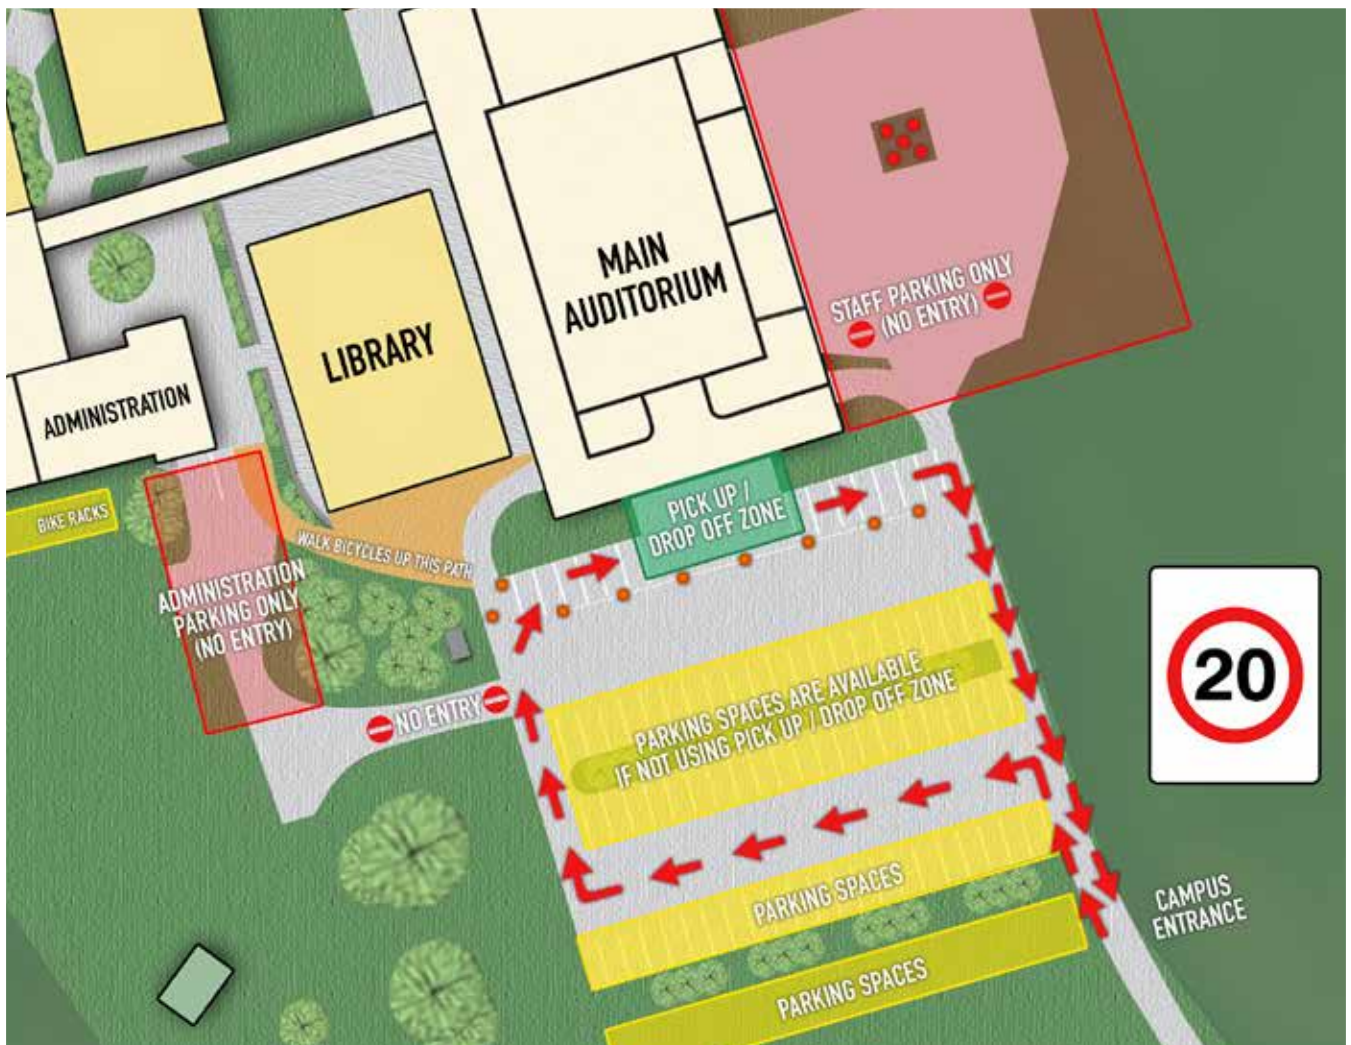 MAIN
AUDITORIUM
STAFF PARKING ONLY
(NO ENTRY)
LIBRARY
ADMINISTRATION
BIKE RACKS
PICK UP /
DROP OFF ZONE
WALK BICYCLES UP THIS PATH
ADMINISTRATION
PARKING ONLY
(NO ENTRY)
20
NO ENTRY
PARKING SPACES ARE AVAILABLE
IF NOT USING PICK UP / DROP OFF ZONE
PARKING SPACES
CAMPUS
ENTRANCE
PARKING SPACES